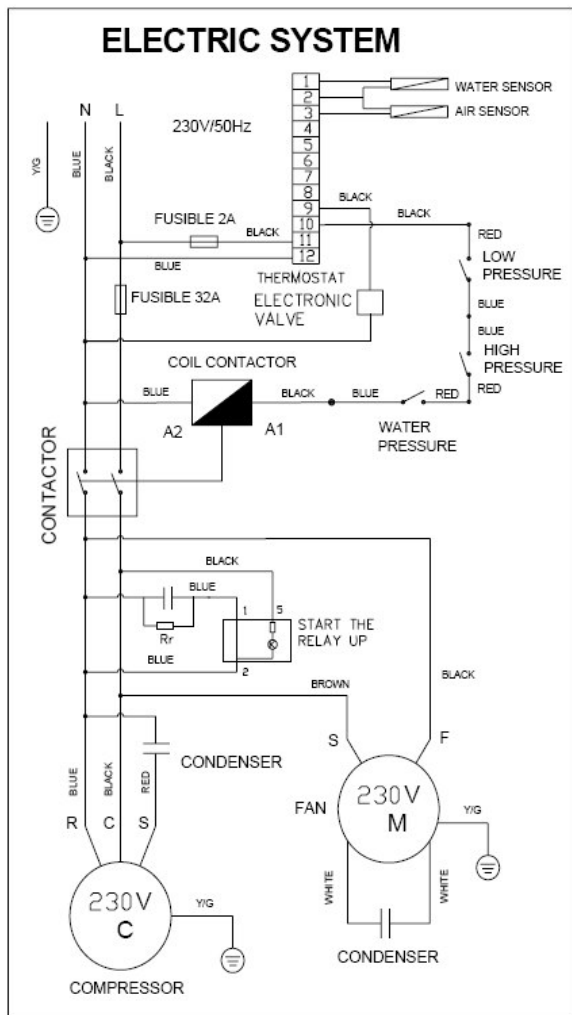 ELECTRIC SYSTEM
N
L
230V/50Hz
Y/G
BLUE
BLACK
1
2
3
4
5
6
7
8
9
10
11
12
WATER SENSOR
AIR SENSOR
BLACK
BLACK
RED
FUSIBLE 2A
BLACK
BLUE
THERMOSTAT
LOW
PRESSURE
FUSIBLE 32A
ELECTRONIC
VALVE
BLUE
BLUE
HIGH
PRESSURE
COIL CONTACTOR
BLUE
BLACK
BLUE
RED
RED
A2
A1
WATER
PRESSURE
CONTACTOR
BLACK
BLUE
1
5
START THE
RELAY UP
Rr
BLUE
2
BROWN
BLACK
S
F
CONDENSER
BLUE
BLACK
RED
FAN
230V
M
Y/G
R
C
S
230V
C
Y/G
WHITE
WHITE
CONDENSER
COMPRESSOR